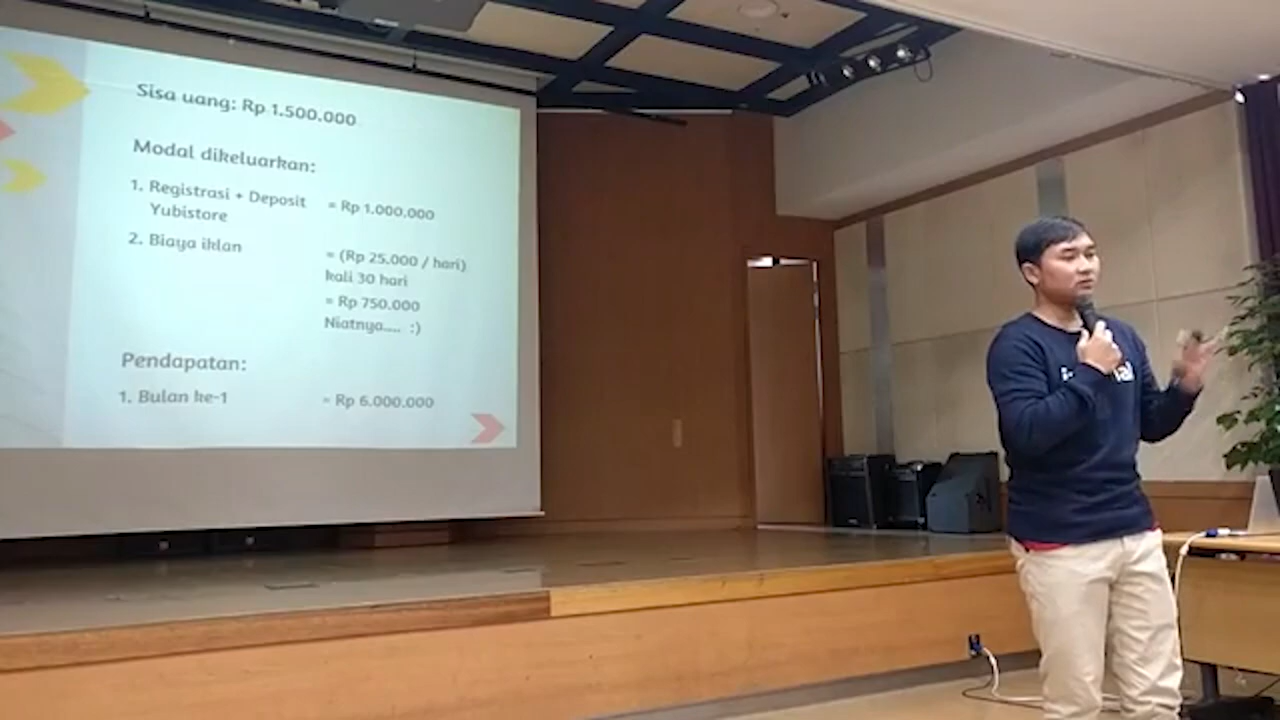 Sisa uang: Rp 1.500.000
Modal dikeluarkan:
1. Registrasi + Deposit = Rp 1.000.000
Yubistore
2. Biaya iklan = (Rp 25.000 / hari)
kali 30 hari
= Rp 750.000
Niatnya.... :)
Pendapatan:
1. Bulan ke-1 = Rp 6.000.000